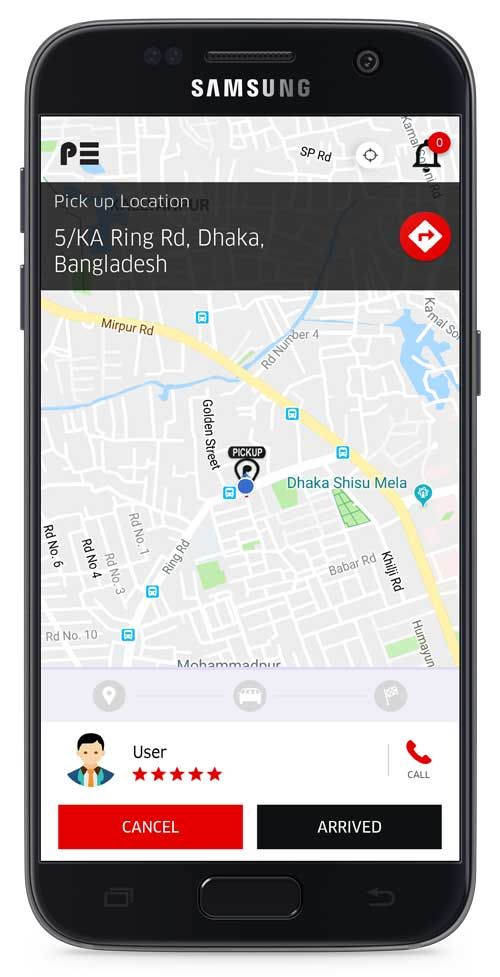 SAMSUNG
SP Rd
0
Pick up Location
5/KA Ring Rd, Dhaka,
Bangladesh
Mirpur Rd
Rd Number 4
Golden Street
PICKUP
Dhaka Shisu Mela
Rd No. 6
Rd No. 4
Rd No. 3
Rd No. 1
Ring Rd
Babar Rd
Khilji Rd
Rd No. 10
Humayun
Mohammadpur
User
CALL
CANCEL
ARRIVED